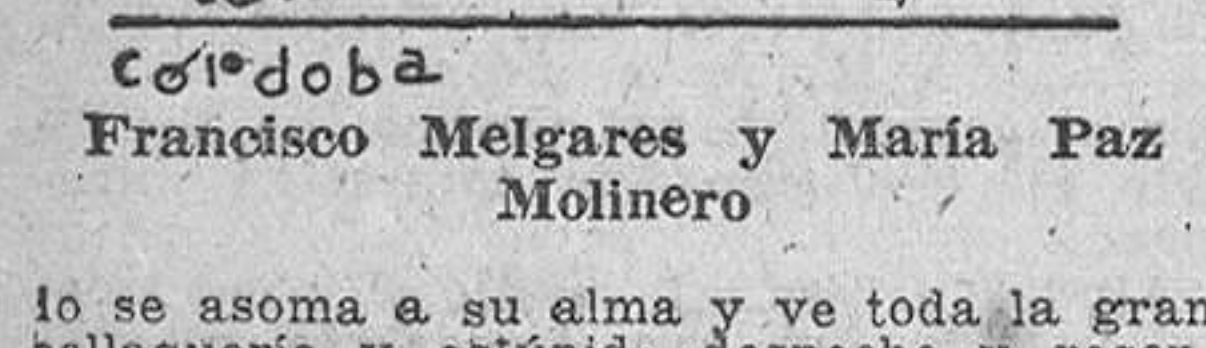 Córdoba
Francisco Melgares y María Paz
Molinero
lo se asoma a su alma y ve toda la gran